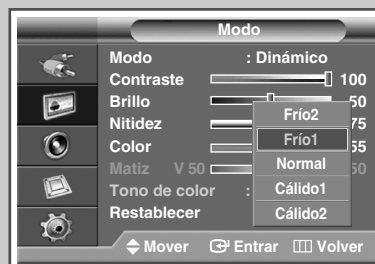 Modo
Modo : Dinámico
Contraste 100
Brillo 50
Nitidez 75
Color 55
Matiz V 50 50
Tono de color :
Restablecer
Frío2
Frío1
Normal
Cálido1
Cálido2
Mover Entrar Volver